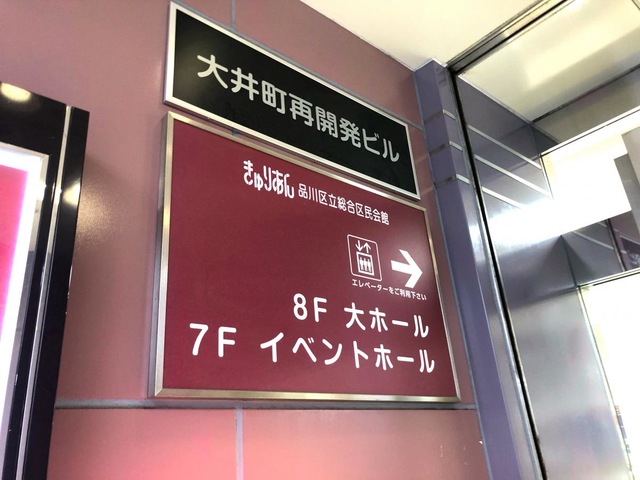 大井町再開発ビル
きゅりあん 品川区立総合区民会館
エレベーターをご利用下さい
8F 大ホール
7F イベントホール